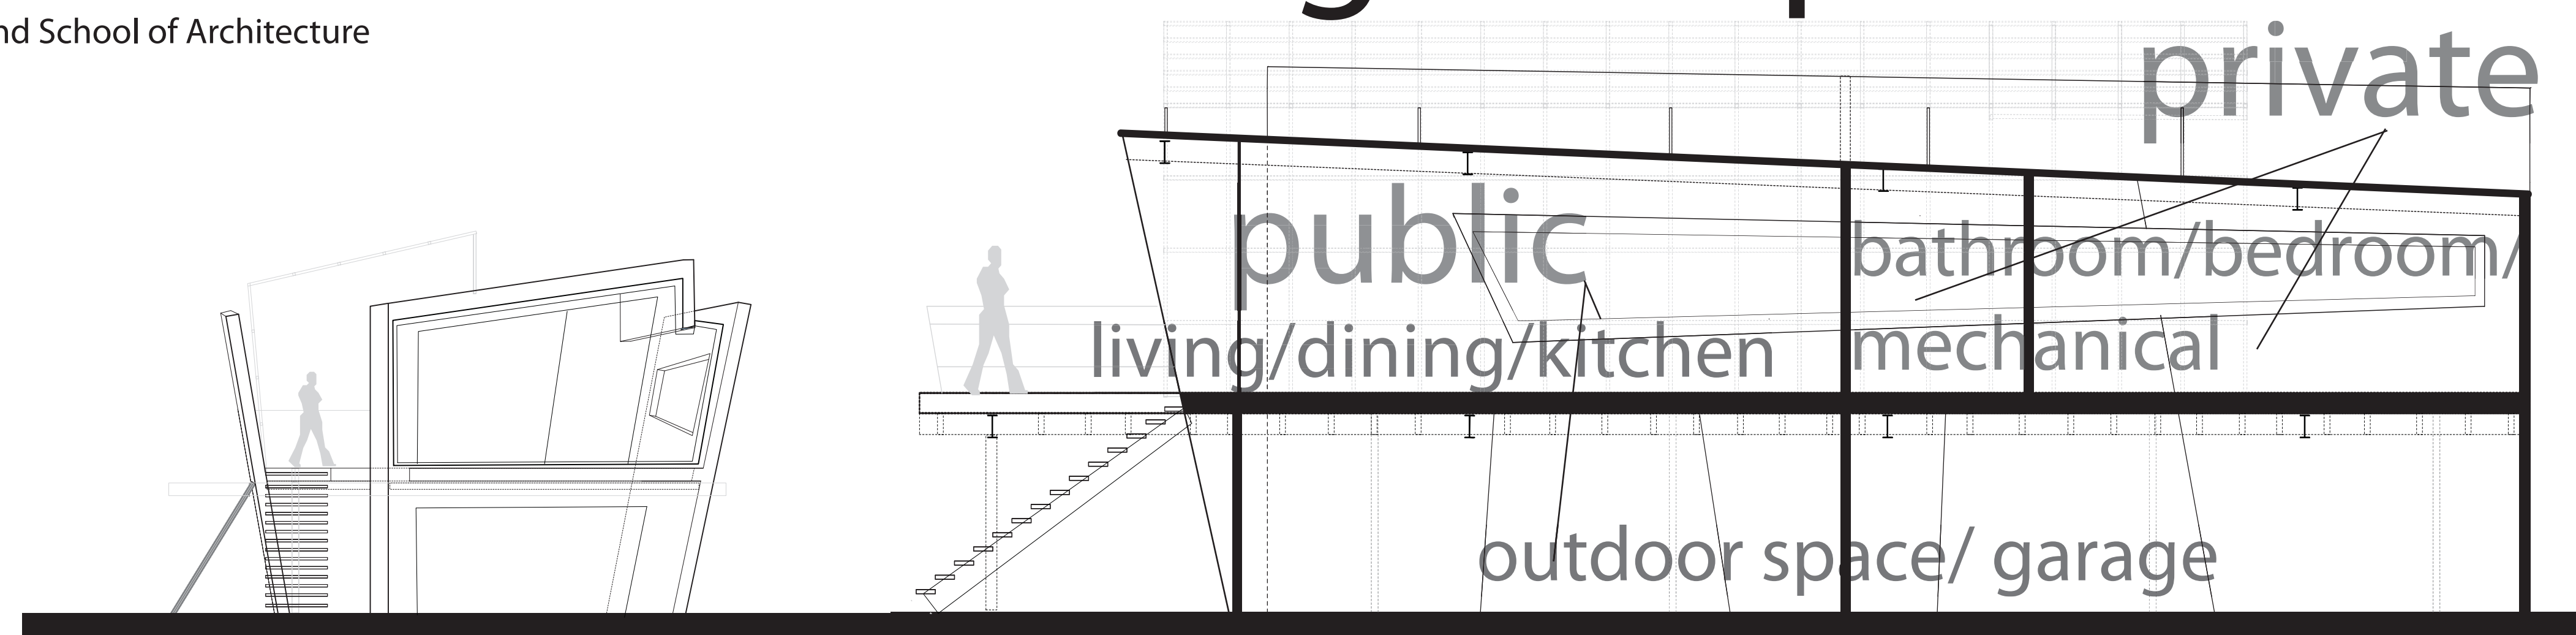 nd School of Architecture
private
public
bathroom/bedroom/
living/dining/kitchen
mechanical
outdoor space/ garage